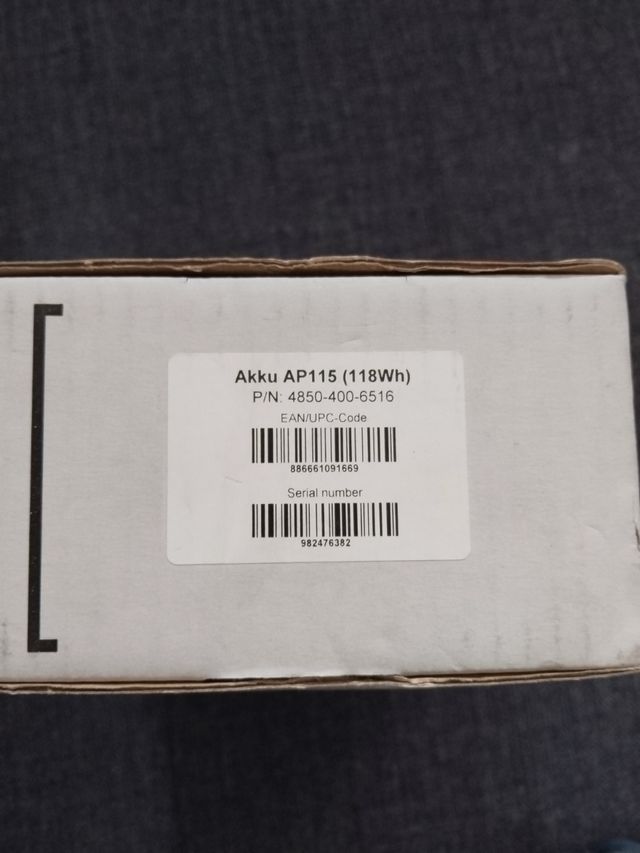 Akku AP115 (118Wh)
P/N: 4850-400-6516
EAN/UPC-Code
886661091669
Serial number
982476382